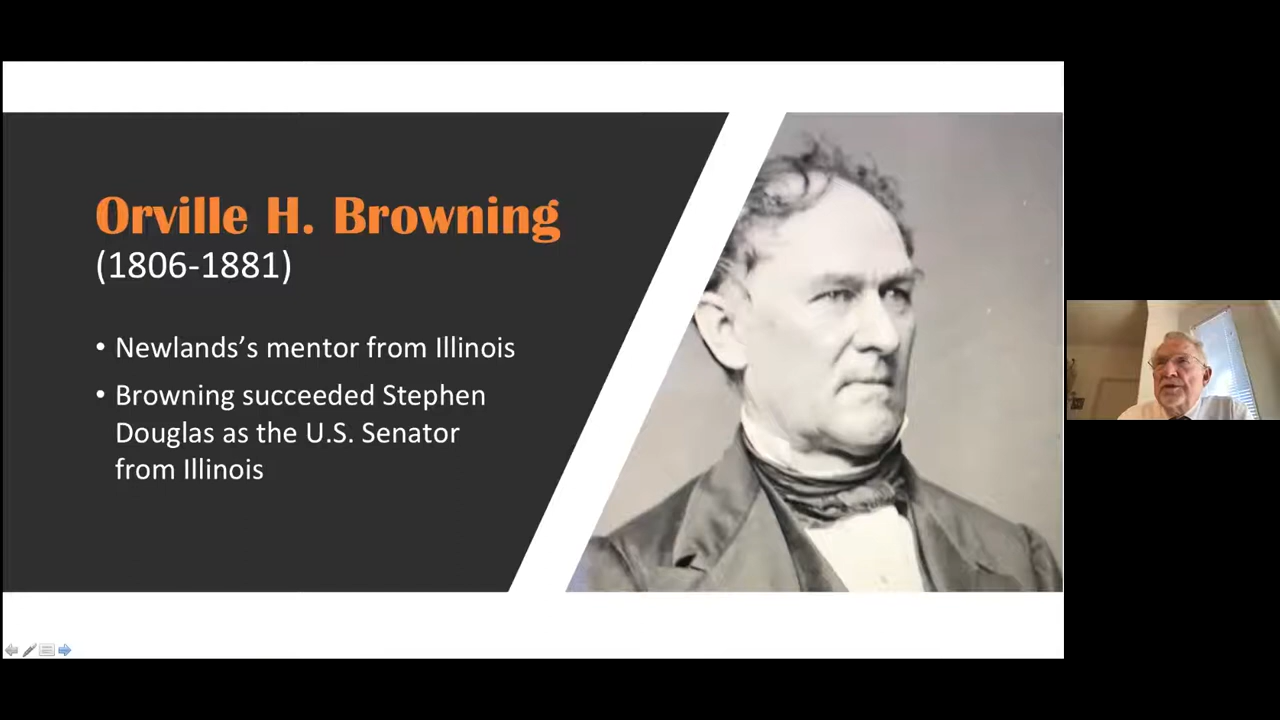 Orville H. Browning
(1806-1881)
• Newlands’s mentor from Illinois
• Browning succeeded Stephen
Douglas as the U.S. Senator
from Illinois